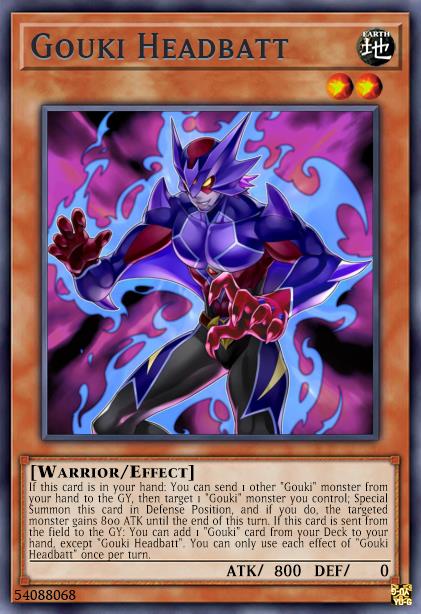 GOUKI HEADBATT
EARTH
地
[WARRIOR/EFFECT]
If this card is in your hand: You can send 1 other "Gouki" monster from
your hand to the GY, then target 1 "Gouki" monster you control; Special
Summon this card in Defense Position, and if you do, the targeted
monster gains 800 ATK until the end of this turn. If this card is sent from
the field to the GY: You can add 1 "Gouki" card from your Deck to your
hand, except "Gouki Headbatt". You can only use each effect of "Gouki
Headbatt" once per turn.
ATK/ 800 DEF/ 0
54088068